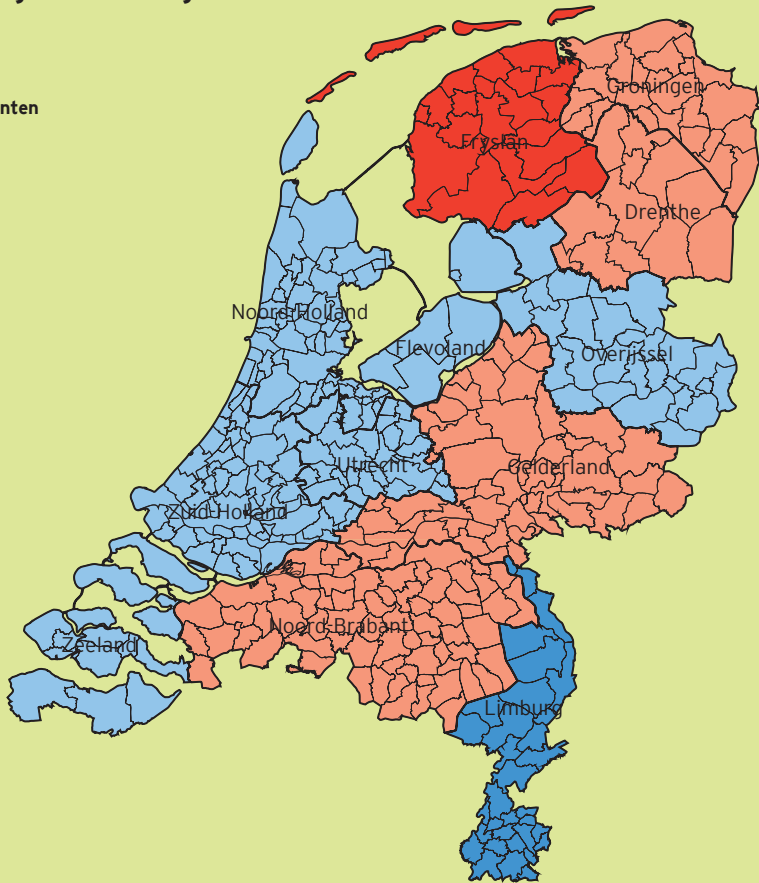 nten
Groningen
Fryslân
Drenthe
Noord-Holland
Flevoland
Overijssel
Utrecht
Gelderland
Zuid-Holland
Noord-Brabant
Zeeland
Limburg